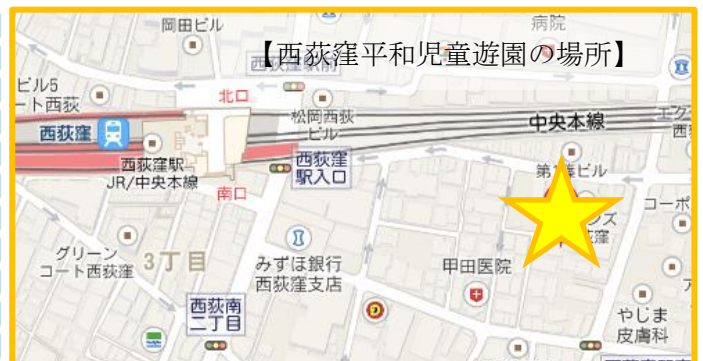 岡田ビル
病院
【西荻窪平和児童遊園の場所】
ビル5
ート西荻
北口
松岡西荻
ビル
中央本線
西荻窪
西荻窪駅
JR/中央本線
西荻窪
駅入口
南口
コーポ
グリーン
コート西荻窪
3丁目
みずほ銀行
西荻窪支店
甲田医院
西荻南
二丁目
やじま
皮膚科